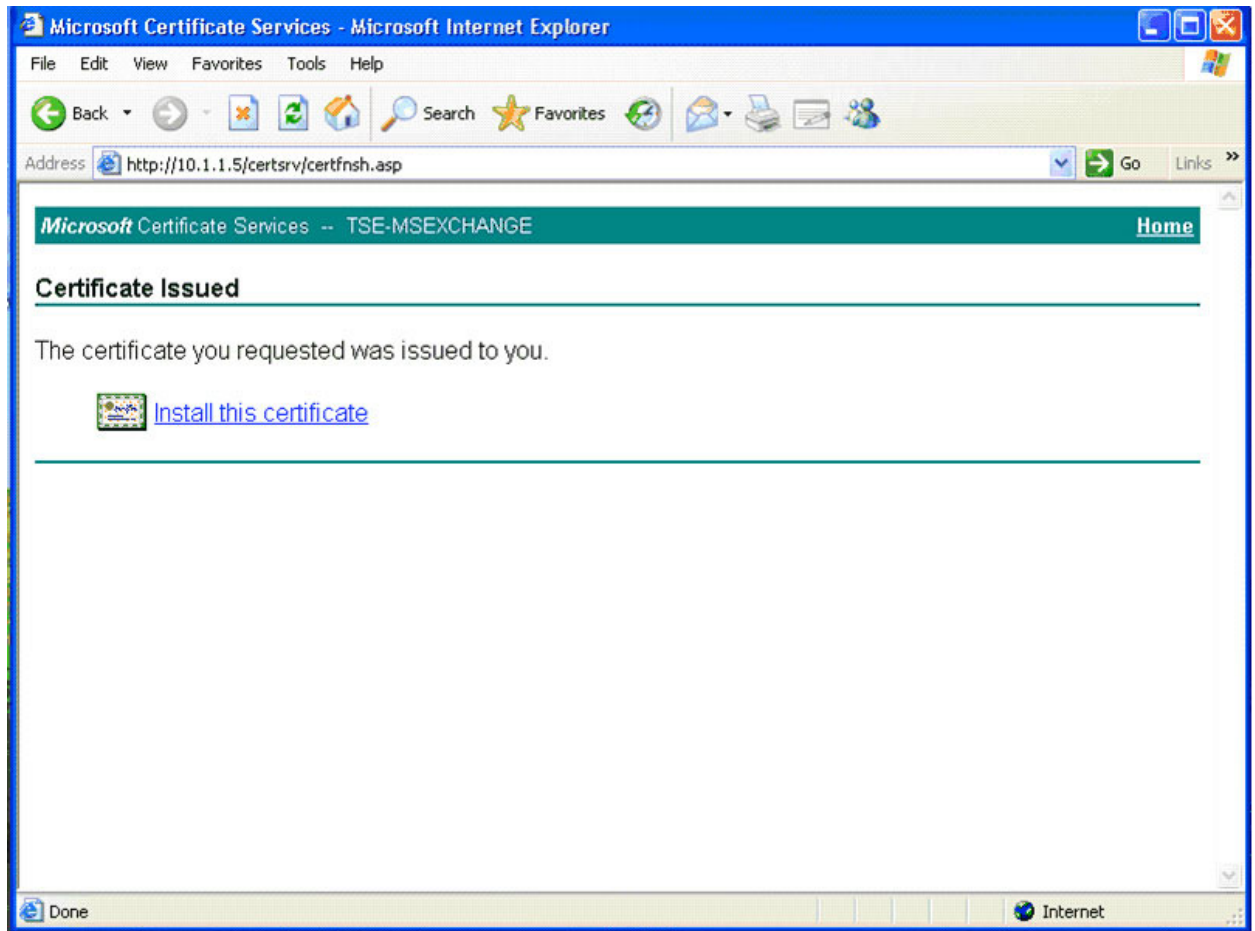 Microsoft Certificate Services - Microsoft Internet Explorer
File Edit View Favorites Tools Help
Back Search Favorites
Address http://10.1.1.5/certsrv/certfnsh.asp Go Links »
Microsoft Certificate Services -- TSE-MSEXCHANGE Home
Certificate Issued
The certificate you requested was issued to you.
Install this certificate
Done Internet